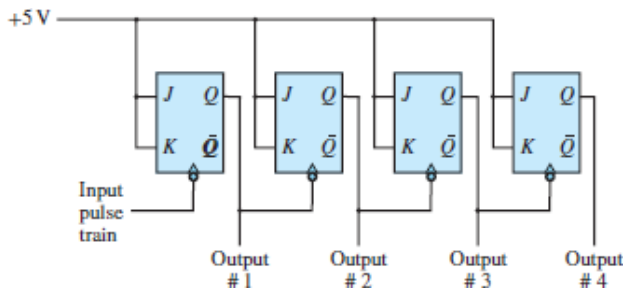 +5 V
J Q J Q J Q J Q
K Q̄ K Q̄ K Q̄ K Q̄
Input
pulse
train
Output Output Output Output
# 1 # 2 # 3 # 4